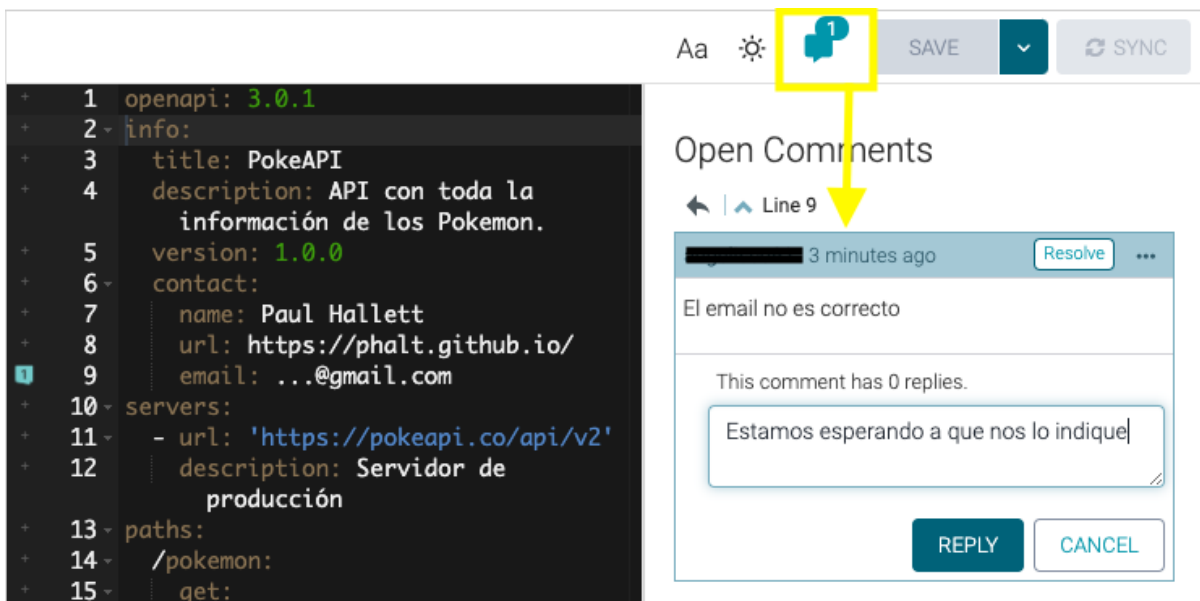 Aa 1 SAVE SYNC
1 openapi: 3.0.1
2 info:
3 title: PokeAPI
4 description: API con toda la
información de los Pokemon.
5 version: 1.0.0
6 contact:
7 name: Paul Hallett
8 url: https://phalt.github.io/
1 9 email: ...@gmail.com
10 servers:
11 - url: 'https://pokeapi.co/api/v2'
12 description: Servidor de
producción
13 paths:
14 /pokemon:
15 get:
Open Comments
Line 9
3 minutes ago Resolve ...
El email no es correcto
This comment has 0 replies.
Estamos esperando a que nos lo indique
REPLY CANCEL